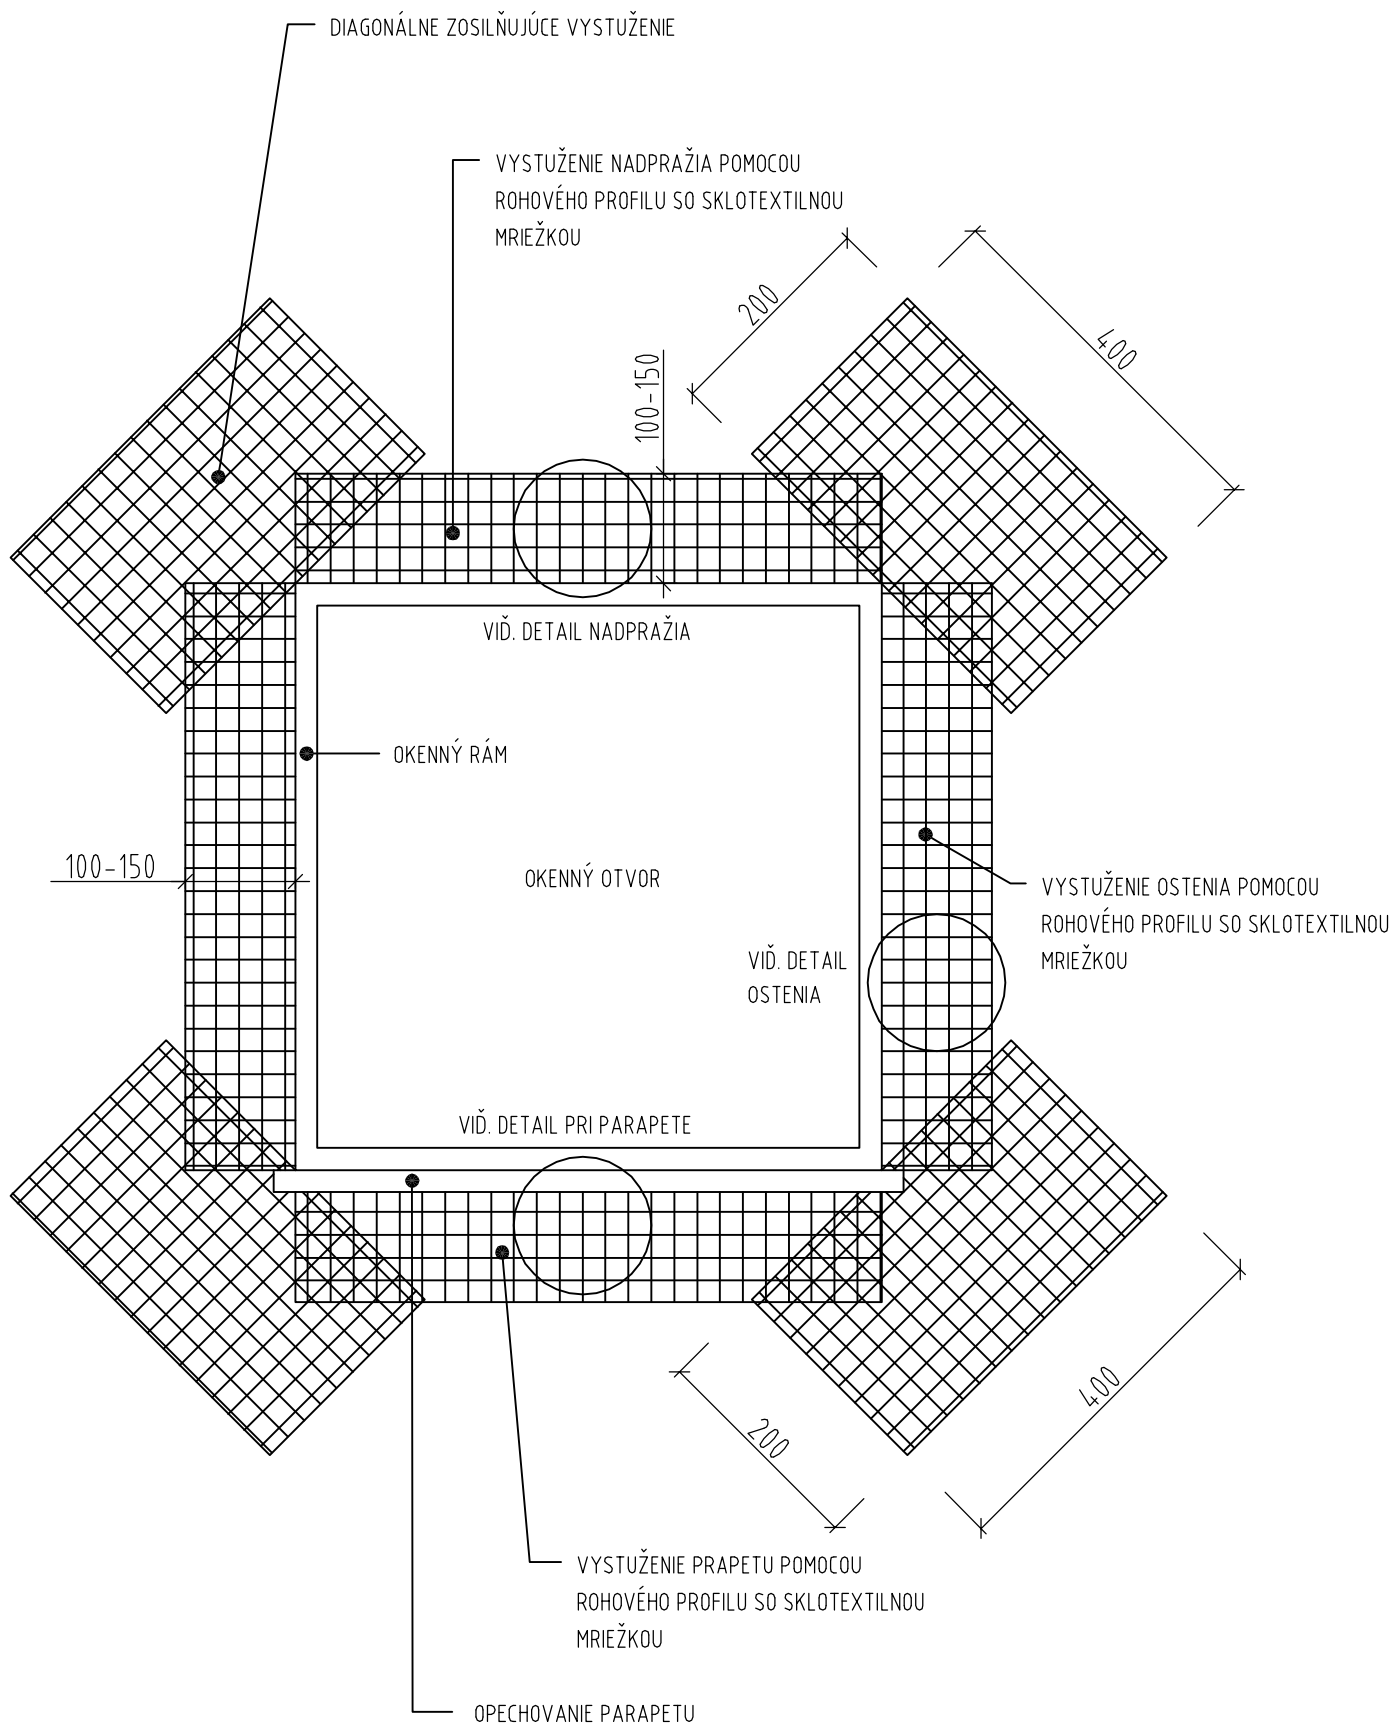 DIAGONÁLNE ZOSILŇUJÚCE VYSTUŽENIE
VYSTUŽENIE NADPRAŽIA POMOCOU
ROHOVÉHO PROFILU SO SKLOTEXTILNOU
MRIEŽKOU
200
400
100-150
VIĎ. DETAIL NADPRAŽIA
OKENNÝ RÁM
100-150
OKENNÝ OTVOR
VYSTUŽENIE OSTENIA POMOCOU
ROHOVÉHO PROFILU SO SKLOTEXTILNOU
MRIEŽKOU
VIĎ. DETAIL
OSTENIA
VIĎ. DETAIL PRI PARAPETE
400
200
VYSTUŽENIE PRAPETU POMOCOU
ROHOVÉHO PROFILU SO SKLOTEXTILNOU
MRIEŽKOU
OPECHOVANIE PARAPETU